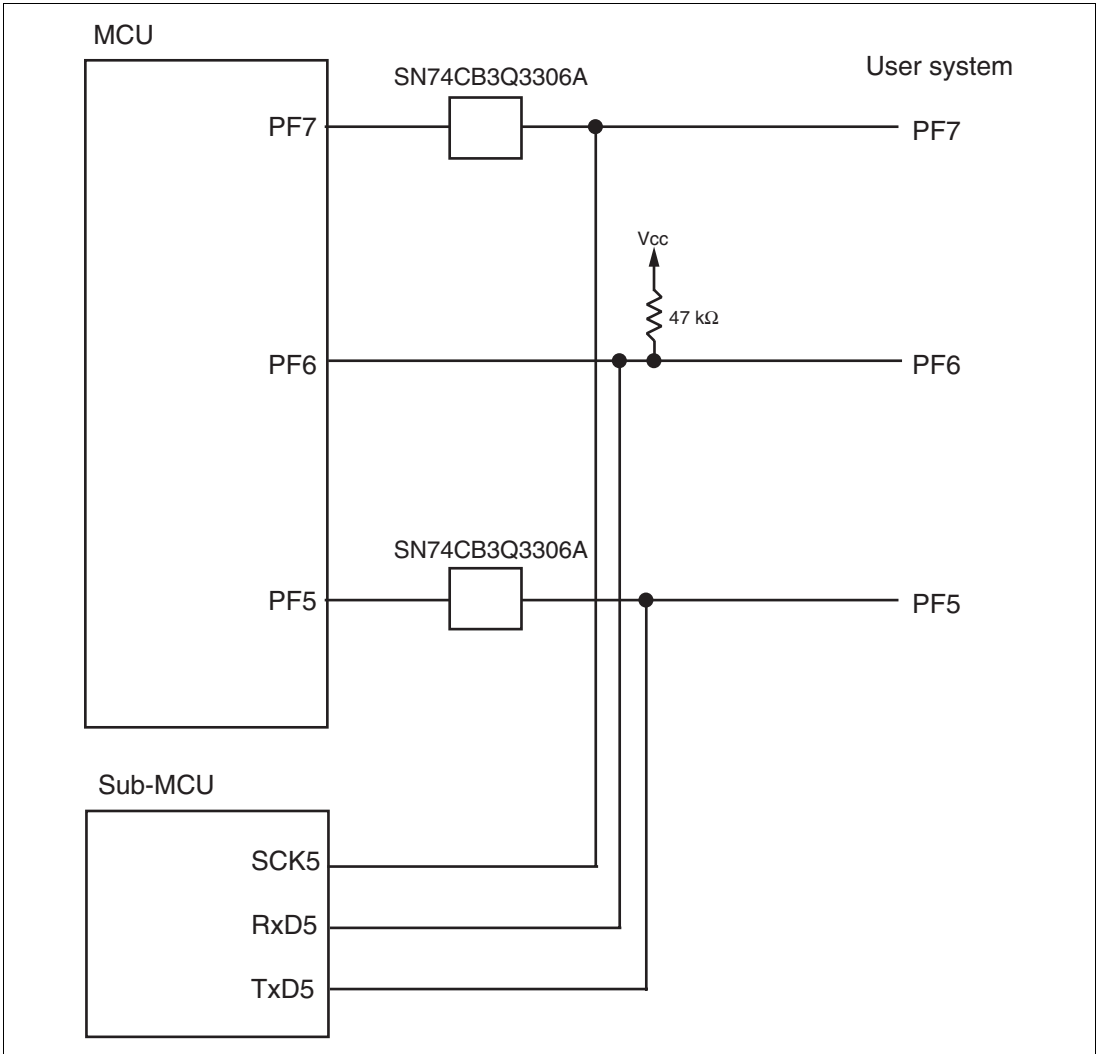 MCU
User system
SN74CB3Q3306A
PF7
PF7
Vcc
47 kΩ
PF6
PF6
SN74CB3Q3306A
PF5
PF5
Sub-MCU
SCK5
RxD5
TxD5